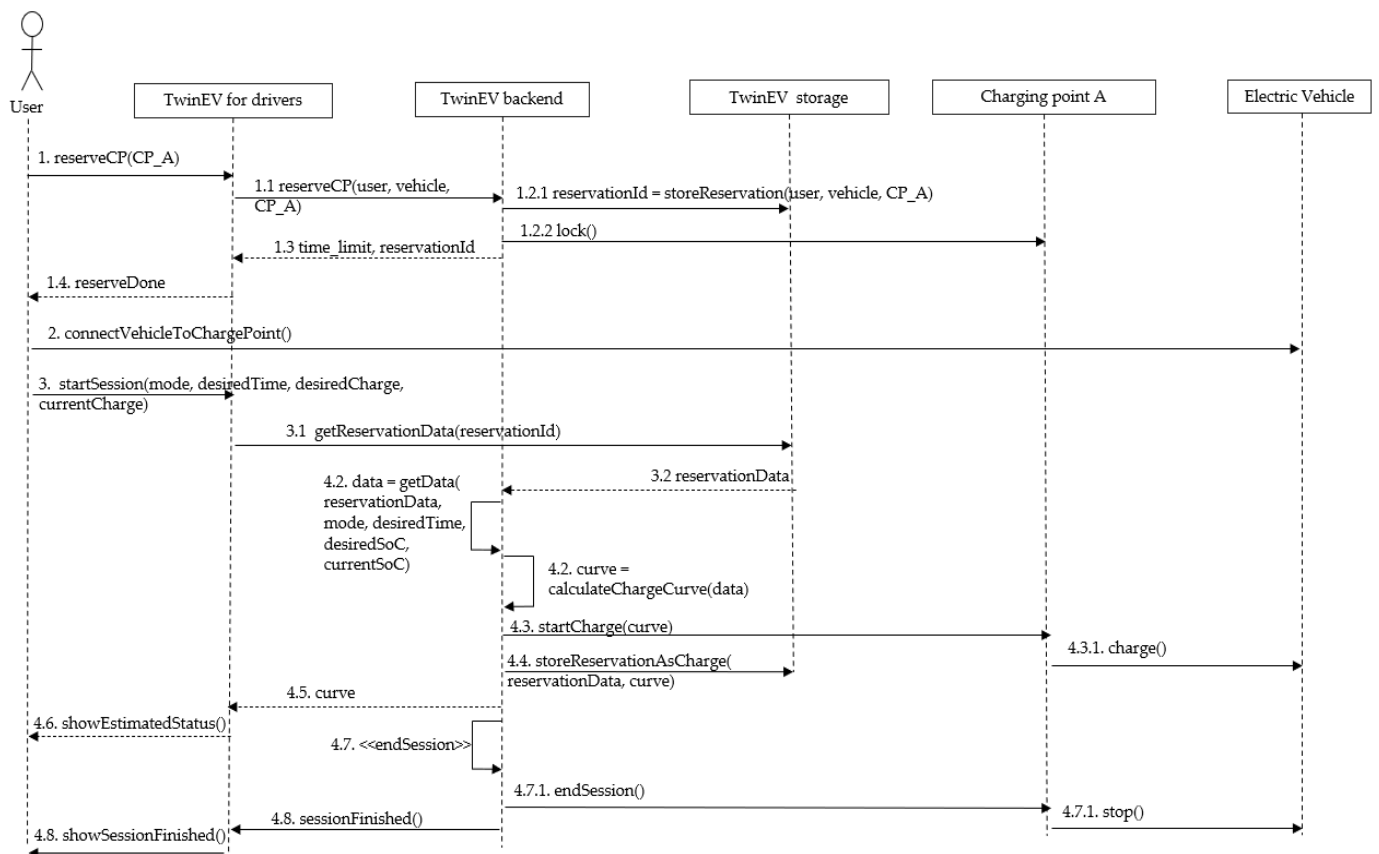 User
TwinEV for drivers
TwinEV backend
TwinEV storage
Charging point A
Electric Vehicle
1. reserveCP(CP_A)
1.1 reserveCP(user, vehicle,
CP_A)
1.2.1 reservationId = storeReservation(user, vehicle, CP_A)
1.2.2 lock()
1.3 time_limit, reservationId
1.4. reserveDone
2. connectVehicleToChargePoint()
3. startSession(mode, desiredTime, desiredCharge,
currentCharge)
3.1 getReservationData(reservationId)
3.2 reservationData
4.2. data = getData(
reservationData,
mode, desiredTime,
desiredSoC,
currentSoC)
4.2. curve =
calculateChargeCurve(data)
4.3. startCharge(curve)
4.3.1. charge()
4.4. storeReservationAsCharge(
reservationData, curve)
4.5. curve
4.6. showEstimatedStatus()
4.7. <<endSession>>
4.7.1. endSession()
4.7.1. stop()
4.8. sessionFinished()
4.8. showSessionFinished()